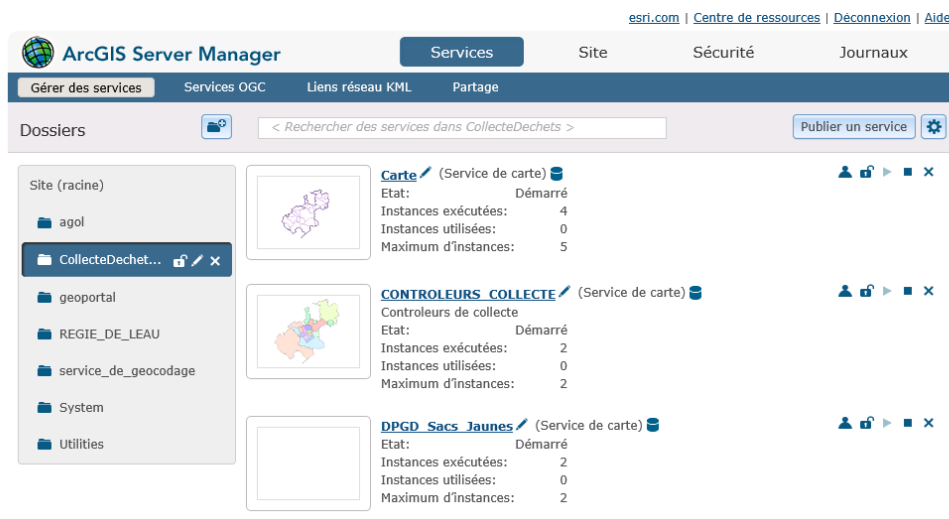 esri.com | Centre de ressources | Déconnexion | Aide
ArcGIS Server Manager Services Site Sécurité Journaux
Gérer des services Services OGC Liens réseau KML Partage
Dossiers < Rechercher des services dans CollecteDechets > Publier un service
Site (racine)
agol
CollecteDechet...
geoportal
REGIE_DE_LEAU
service_de_geocodage
System
Utilities
Carte (Service de carte)
Etat: Démarré
Instances exécutées: 4
Instances utilisées: 0
Maximum d'instances: 5
CONTROLEURS_COLLECTE (Service de carte)
Controleurs de collecte
Etat: Démarré
Instances exécutées: 2
Instances utilisées: 0
Maximum d'instances: 2
DPGD_Sacs_Jaunes (Service de carte)
Etat: Démarré
Instances exécutées: 2
Instances utilisées: 0
Maximum d'instances: 2